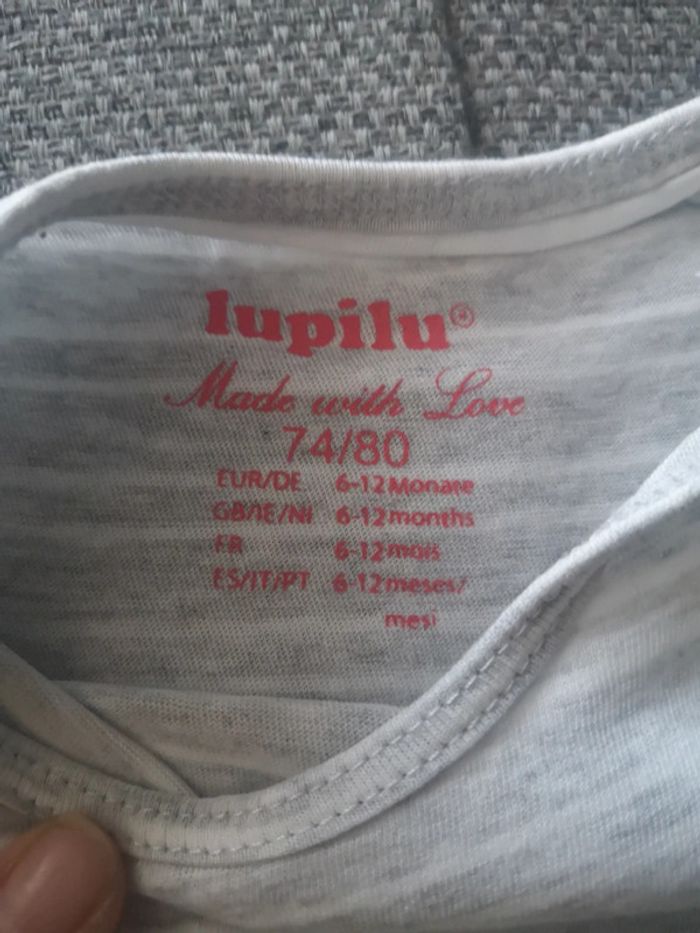 lupilu®
Made with Love
74/80
EUR/DE 6-12 Monate
GB/IE/NI 6-12 months
FR 6-12 mois
ES/IT/PT 6-12 meses/
mesi